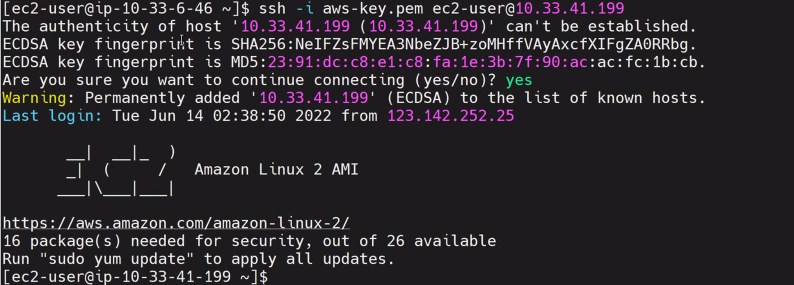 [ec2-user@ip-10-33-6-46 ~]$ ssh -i aws-key.pem ec2-user@10.33.41.199
The authenticity of host '10.33.41.199 (10.33.41.199)' can't be established.
ECDSA key fingerprint is SHA256:NeIFZsFMYEA3NbeZJB+zoMHffVAyAxcfXIFgZA0RRbg.
ECDSA key fingerprint is MD5:23:91:dc:c8:e1:c8:fa:1e:3b:7f:90:ac:ac:fc:1b:cb.
Are you sure you want to continue connecting (yes/no)? yes
Warning: Permanently added '10.33.41.199' (ECDSA) to the list of known hosts.
Last login: Tue Jun 14 02:38:50 2022 from 123.142.252.25
       __|  __|_  )
       _|  (     /   Amazon Linux 2 AMI
      ___|\___|___|
https://aws.amazon.com/amazon-linux-2/
16 package(s) needed for security, out of 26 available
Run "sudo yum update" to apply all updates.
[ec2-user@ip-10-33-41-199 ~]$